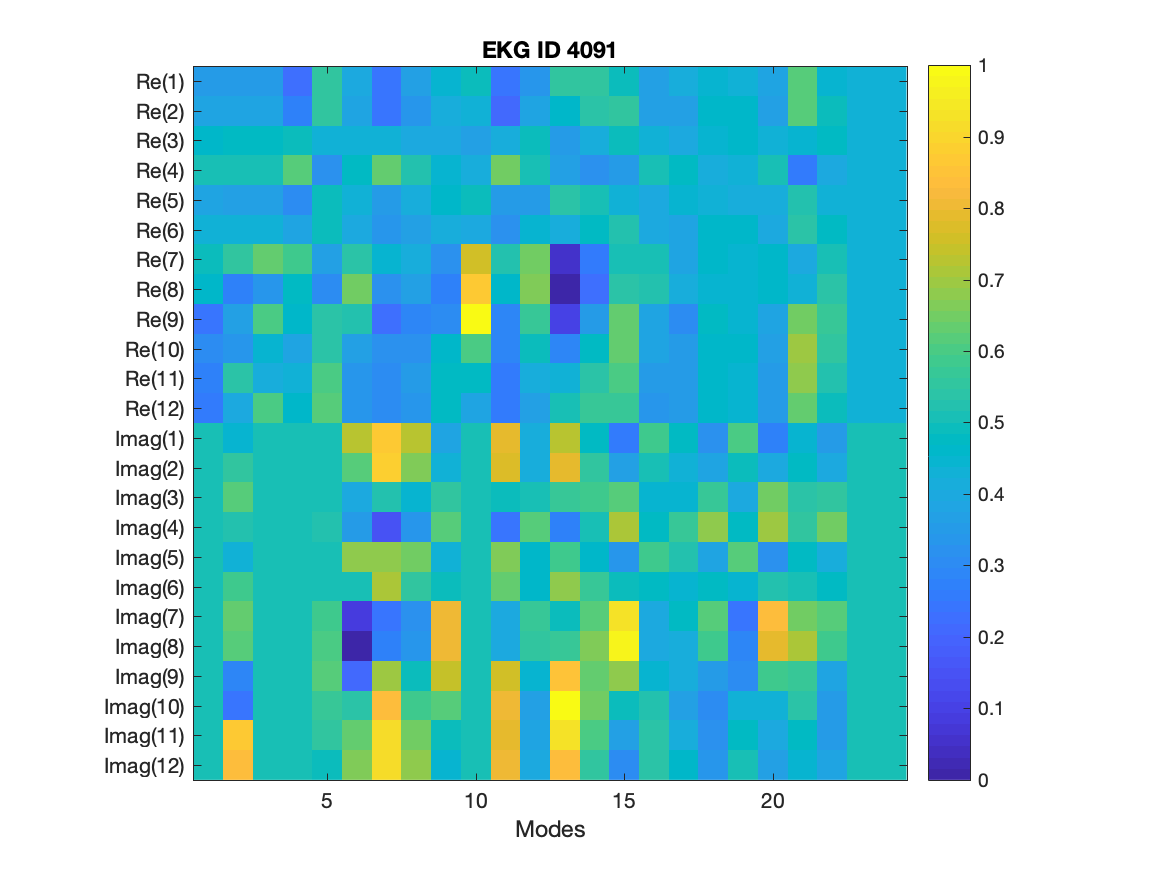 EKG ID 4091
Re(1)
Re(2)
Re(3)
Re(4)
Re(5)
Re(6)
Re(7)
Re(8)
Re(9)
Re(10)
Re(11)
Re(12)
Imag(1)
Imag(2)
Imag(3)
Imag(4)
Imag(5)
Imag(6)
Imag(7)
Imag(8)
Imag(9)
Imag(10)
Imag(11)
Imag(12)
5 10 15 20
Modes
1
0.9
0.8
0.7
0.6
0.5
0.4
0.3
0.2
0.1
0